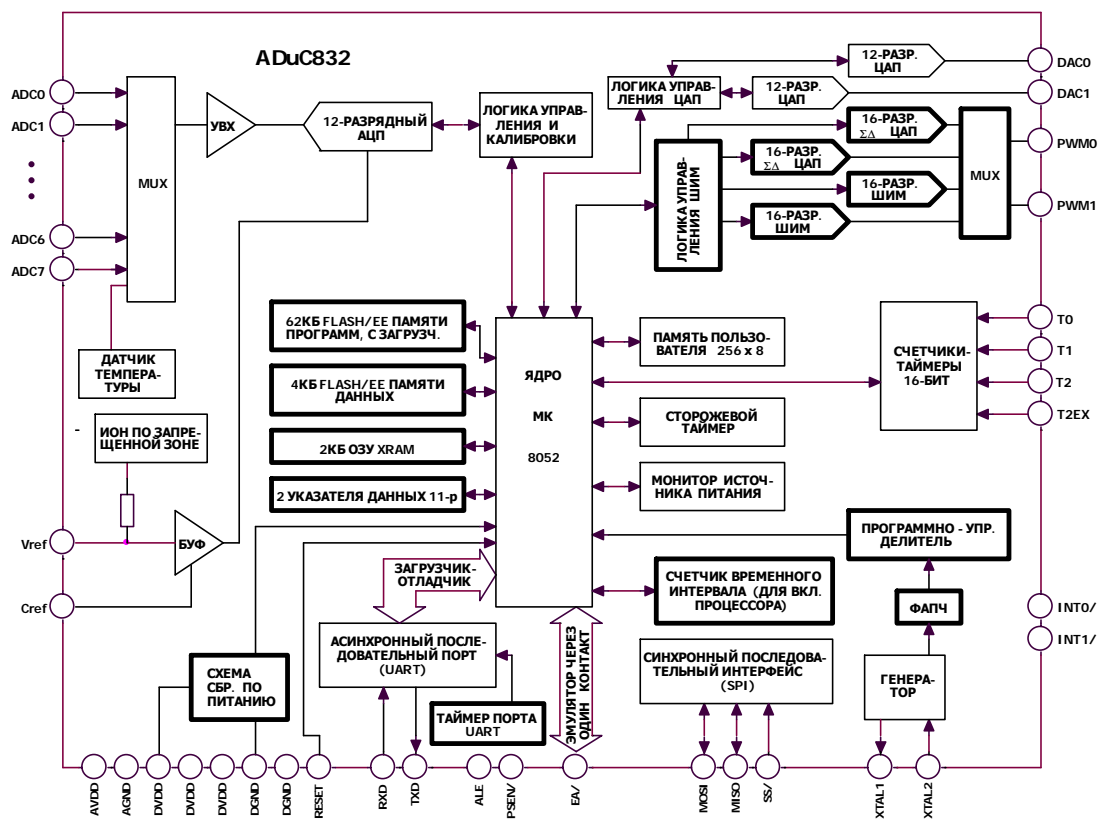 ADuC832
ADC0
ADC1
ADC6
ADC7
MUX
УВХ
12-РАЗРЯДНЫЙ
АЦП
ЛОГИКА УПРАВ-
ЛЕНИЯ И
КАЛИБРОВКИ
ЛОГИКА УПРАВ-
ЛЕНИЯ ЦАП
12-РАЗР.
ЦАП
12-РАЗР.
ЦАП
DAC0
DAC1
ЛОГИКА УПРАВ-
ЛЕНИЯ ШИМ
16-РАЗР.
ΣΔ ЦАП
16-РАЗР.
ΣΔ ЦАП
16-РАЗР.
ШИМ
16-РАЗР.
ШИМ
MUX
PWM0
PWM1
ДАТЧИК
ТЕМПЕРА-
ТУРЫ
-
ИОН ПО ЗАПРЕ-
ЩЕННОЙ ЗОНЕ
Vref
БУФ
Cref
62КБ FLASH/EE ПАМЯТИ
ПРОГРАММ, С ЗАГРУЗЧ.
4КБ FLASH/EE ПАМЯТИ
ДАННЫХ
2КБ ОЗУ XRAM
2 УКАЗАТЕЛЯ ДАННЫХ 11-р
ЯДРО
МК
8052
ПАМЯТЬ ПОЛЬЗО-
ВАТЕЛЯ 256 x 8
СТОРОЖЕВОЙ
ТАЙМЕР
МОНИТОР ИСТОЧ-
НИКА ПИТАНИЯ
СЧЕТЧИКИ-
ТАЙМЕРЫ
16-БИТ
T0
T1
T2
T2EX
ПРОГРАММНО - УПР.
ДЕЛИТЕЛЬ
СЧЕТЧИК ВРЕМЕННОГО
ИНТЕРВАЛА (ДЛЯ ВКЛ.
ПРОЦЕССОРА)
ФАПЧ
INT0/
INT1/
ЗАГРУЗЧИК-
ОТЛАДЧИК
АСИНХРОННЫЙ ПОСЛЕ-
ДОВАТЕЛЬНЫЙ ПОРТ
(UART)
СХЕМА
СБР. ПО
ПИТАНИЮ
ТАЙМЕР ПОРТА
UART
ЭМУЛЯТОР ЧЕРЕЗ
ОДИН КОНТАКТ
СИНХРОННЫЙ ПОСЛЕДОВА-
ТЕЛЬНЫЙ ИНТЕРФЕЙС
(SPI)
ГЕНЕРА-
ТОР
AVDD
AGND
DVDD
DVDD
DVDD
DGND
DGND
RESET
RXD
TXD
ALE
PSEN/
EA/
MOSI
MISO
SS/
XTAL1
XTAL2